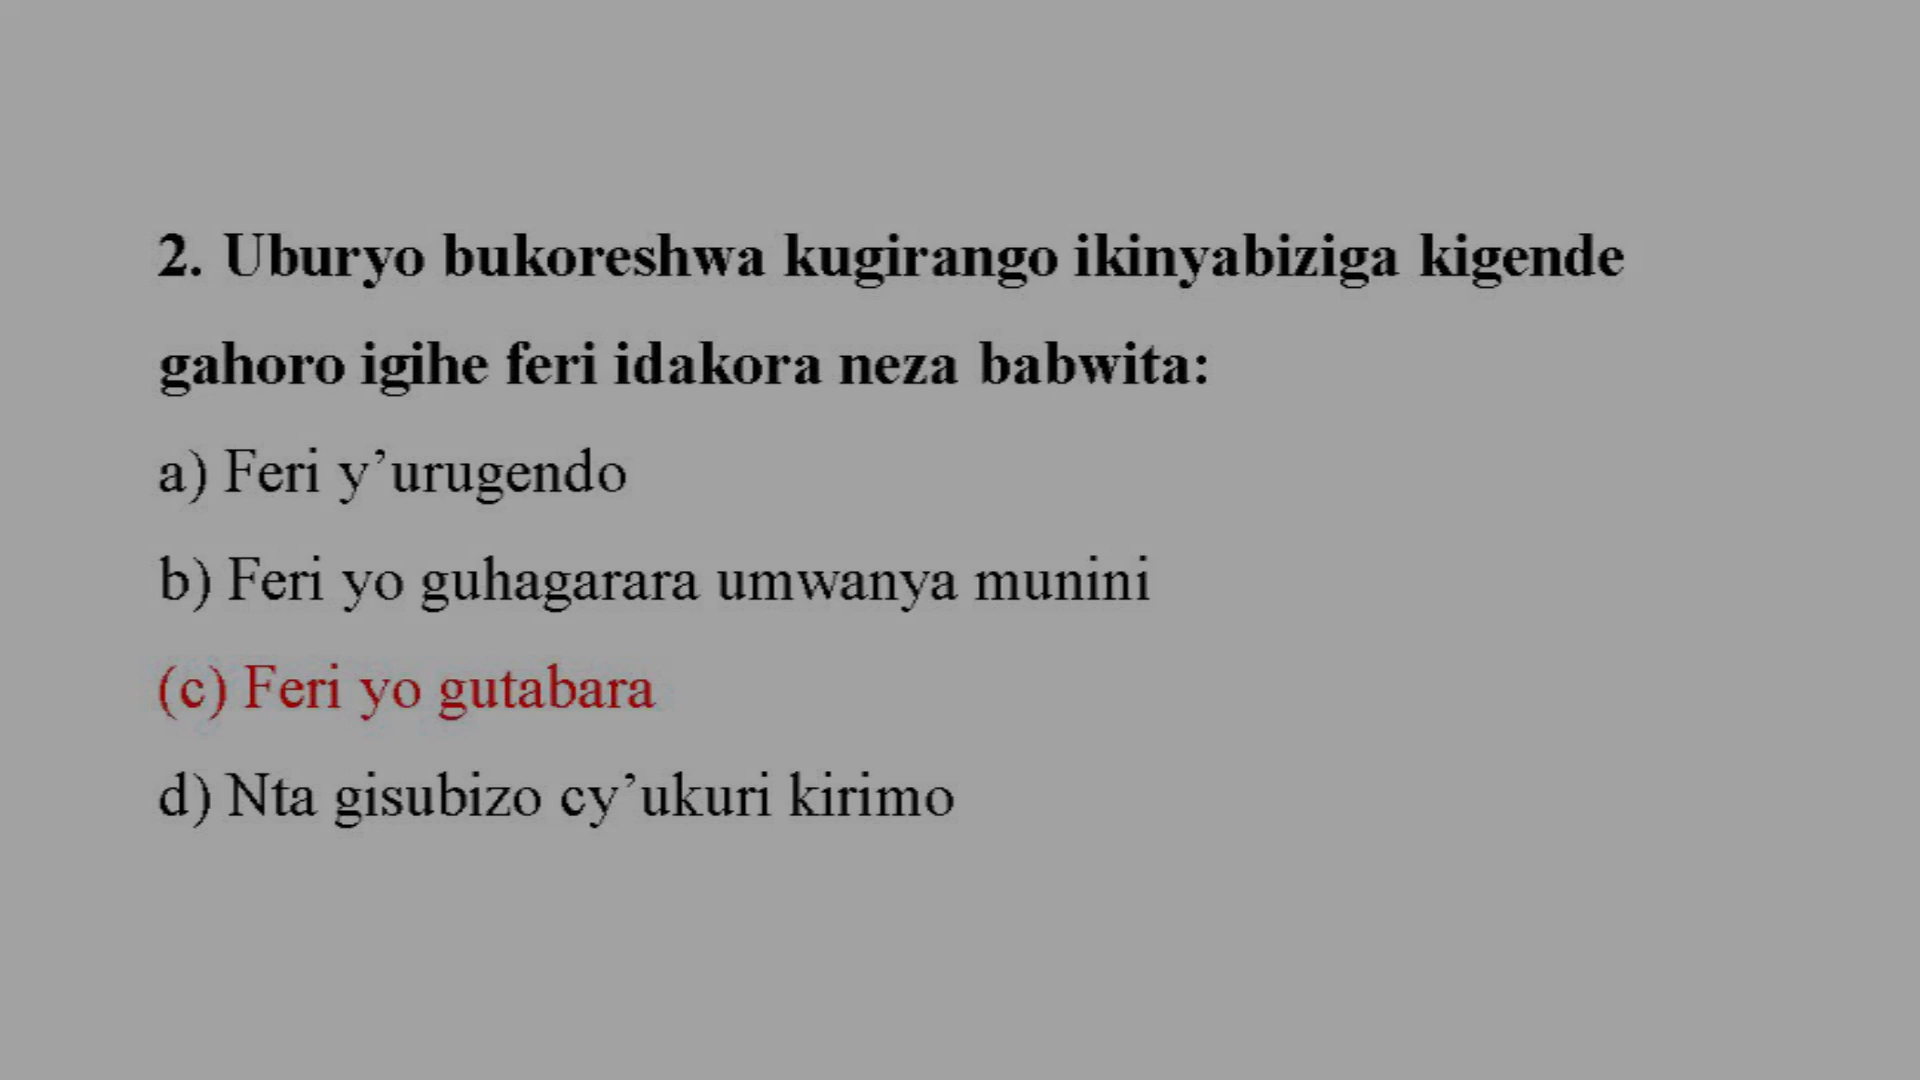 2. Uburyo bukoreshwa kugirango ikinyabiziga kigende
gahoro igihe feri idakora neza babwita:
a) Feri y’urugendo
b) Feri yo guhagarara umwanya munini
(c) Feri yo gutabara
d) Nta gisubizo cy’ukuri kirimo